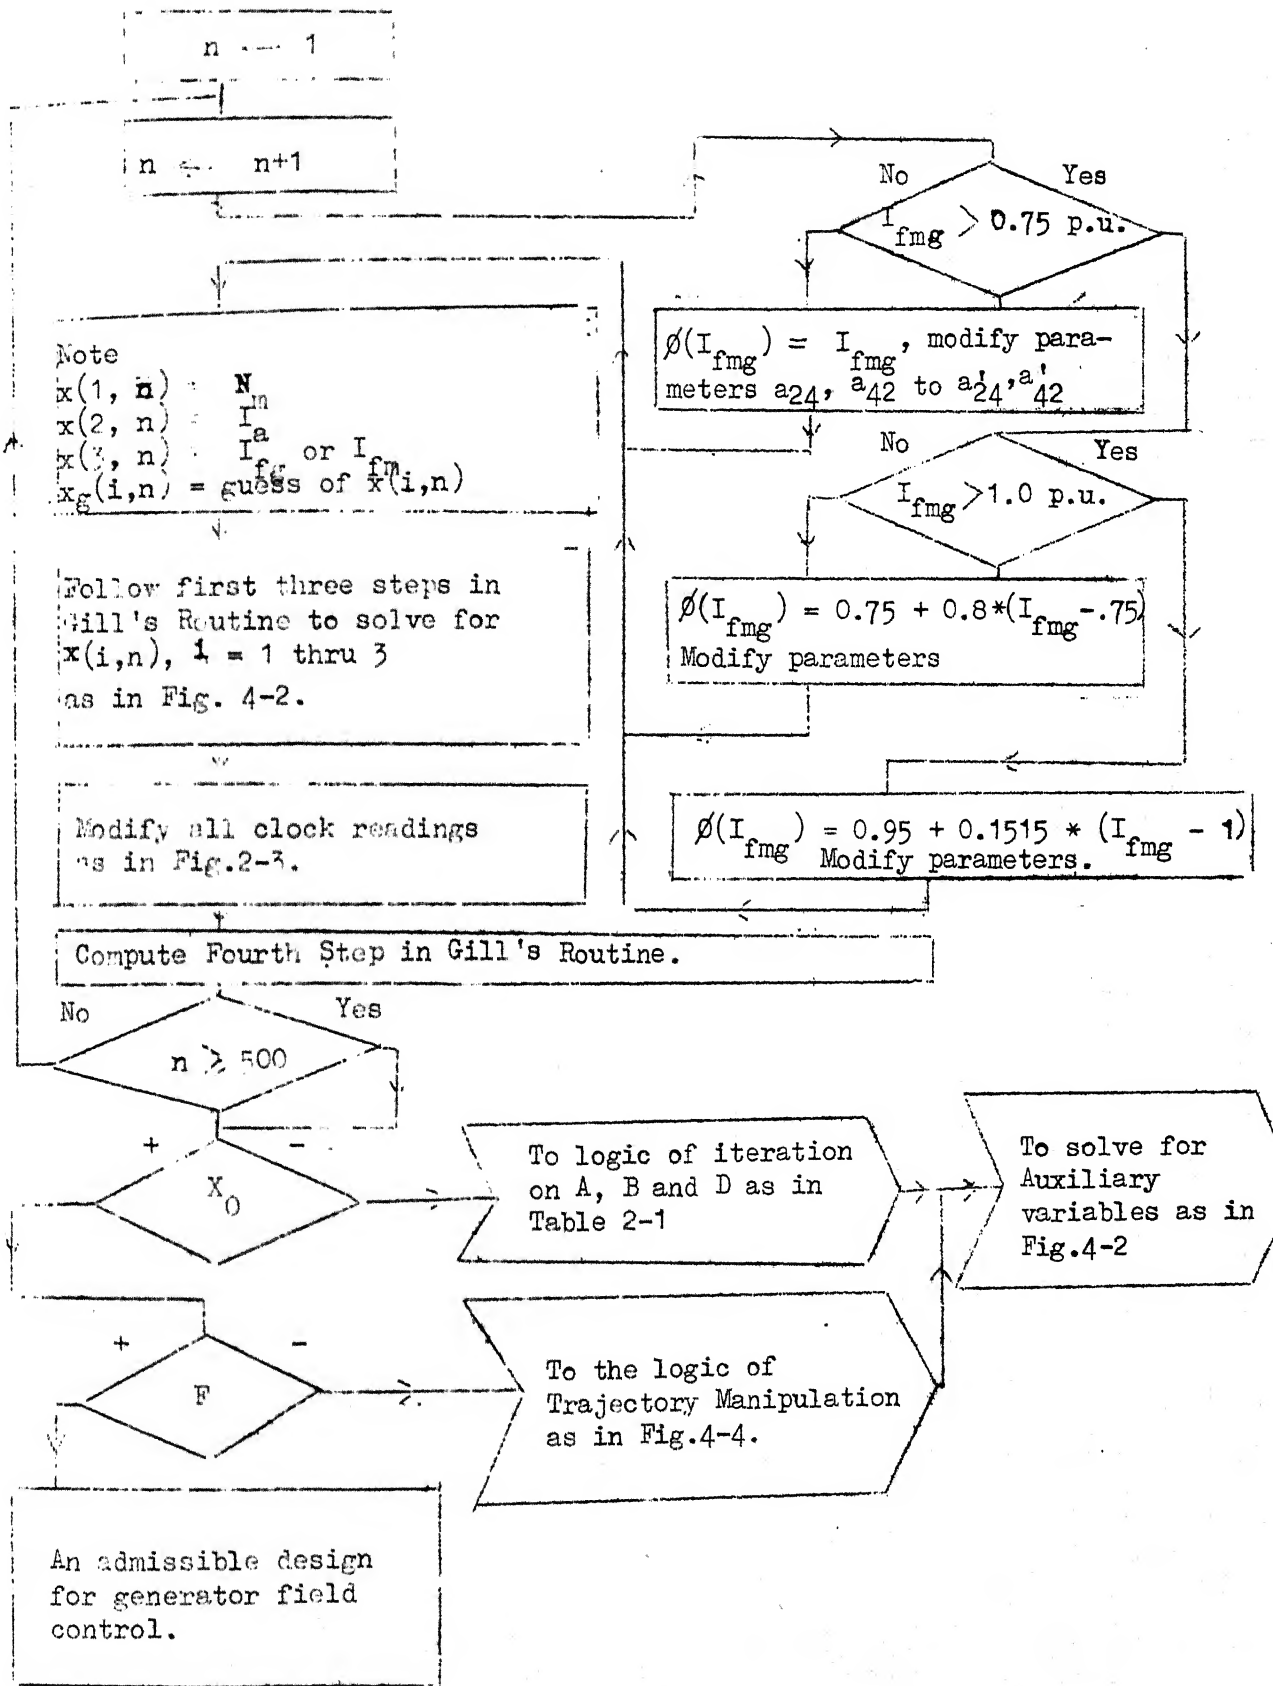 n ← 1
n ← n+1
No Yes
I_fmg > 0.75 p.u.
ø(I_fmg) = I_fmg, modify para-
meters a24, a42 to a'24, a'42
No Yes
I_fmg > 1.0 p.u.
ø(I_fmg) = 0.75 + 0.8*(I_fmg-.75)
Modify parameters
ø(I_fmg) = 0.95 + 0.1515 * (I_fmg - 1)
Modify parameters.
Note
x(1, n) = N_m
x(2, n) = I_a
x(3, n) = I_fg or I_fm
x_g(i,n) = guess of x(i,n)
Follow first three steps in
Gill's Routine to solve for
x(i,n), i = 1 thru 3
as in Fig. 4-2.
Modify all clock readings
as in Fig.2-3.
Compute Fourth Step in Gill's Routine.
No Yes
n ≥ 500
+ -
X_0
To logic of iteration
on A, B and D as in
Table 2-1
To solve for
Auxiliary
variables as in
Fig.4-2
+ -
F
To the logic of
Trajectory Manipulation
as in Fig.4-4.
An admissible design
for generator field
control.